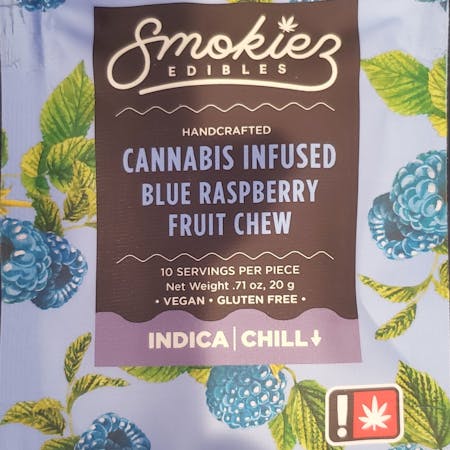 Smokiez
EDIBLES
HANDCRAFTED
CANNABIS INFUSED
BLUE RASPBERRY
FRUIT CHEW
10 SERVINGS PER PIECE
Net Weight .71 oz, 20 g
• VEGAN • GLUTEN FREE •
INDICA | CHILL↓
!